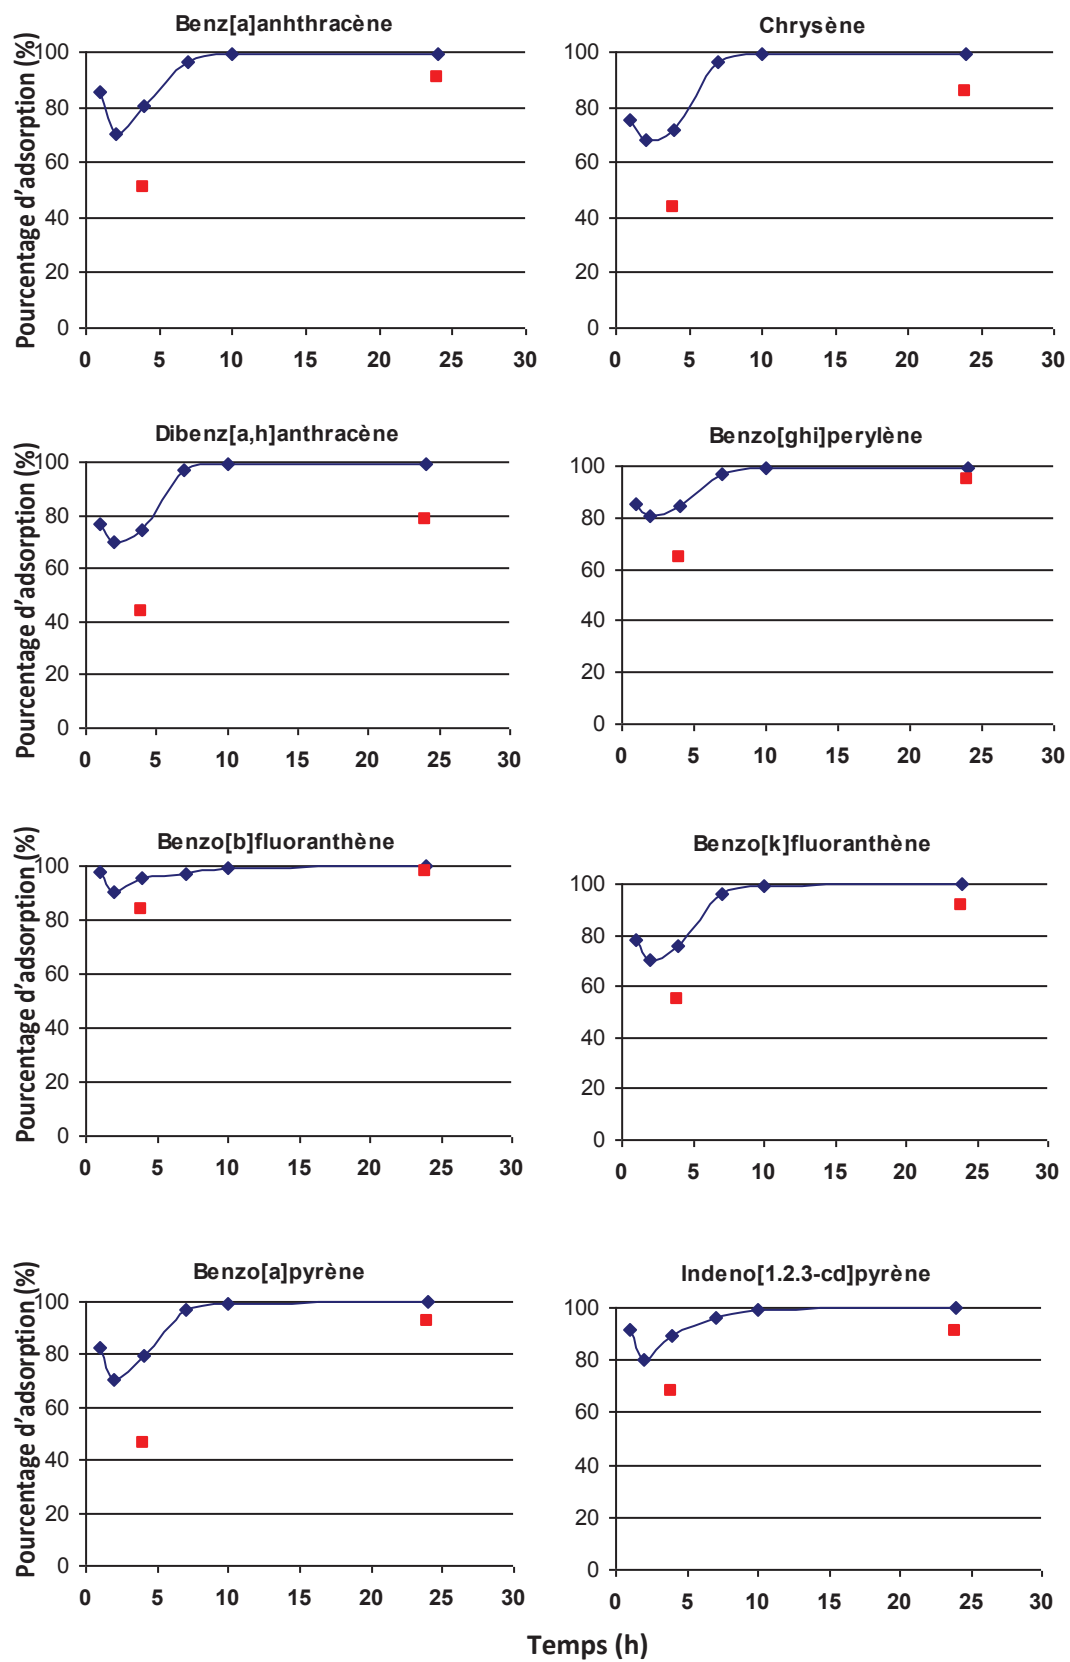 Benz[a]anhthracène
Chrysène
Pourcentage d'adsorption (%)
100
80
60
40
20
0
0 5 10 15 20 25 30
100
80
60
40
20
0
0 5 10 15 20 25 30
Dibenz[a,h]anthracène
Benzo[ghi]perylène
Pourcentage d'adsorption (%)
100
80
60
40
20
0
0 5 10 15 20 25 30
100
80
60
40
20
0
0 5 10 15 20 25 30
Benzo[b]fluoranthène
Benzo[k]fluoranthène
Pourcentage d'adsorption (%)
100
80
60
40
20
0
0 5 10 15 20 25 30
100
80
60
40
20
0
0 5 10 15 20 25 30
Benzo[a]pyrène
Indeno[1.2.3-cd]pyrène
Pourcentage d'adsorption (%)
100
80
60
40
20
0
0 5 10 15 20 25 30
100
80
60
40
20
0
0 5 10 15 20 25 30
Temps (h)